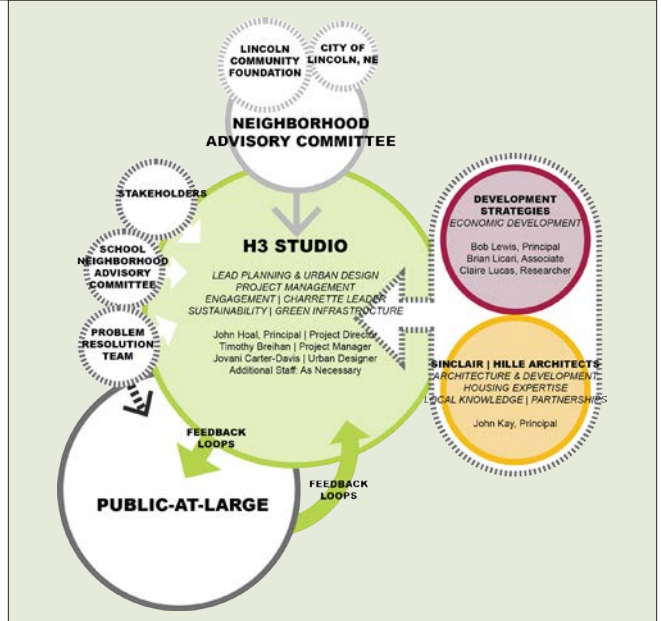 LINCOLN
COMMUNITY
FOUNDATION
CITY OF
LINCOLN, NE
NEIGHBORHOOD
ADVISORY COMMITTEE
STAKEHOLDERS
SCHOOL
NEIGHBORHOOD
ADVISORY
COMMITTEE
PROBLEM
RESOLUTION
TEAM
H3 STUDIO
LEAD PLANNING & URBAN DESIGN
PROJECT MANAGEMENT
ENGAGEMENT | CHARRETTE LEADER
SUSTAINABILITY | GREEN INFRASTRUCTURE
John Hoal, Principal | Project Director
Timothy Breihan | Project Manager
Jovani Carter-Davis | Urban Designer
Additional Staff: As Necessary
DEVELOPMENT
STRATEGIES
ECONOMIC DEVELOPMENT
Bob Lewis, Principal
Brian Licari, Associate
Claire Lucas, Researcher
SINCLAIR | HILLE ARCHITECTS
ARCHITECTURE & DEVELOPMENT
HOUSING EXPERTISE
LOCAL KNOWLEDGE | PARTNERSHIPS
John Kay, Principal
FEEDBACK
LOOPS
FEEDBACK
LOOPS
PUBLIC-AT-LARGE